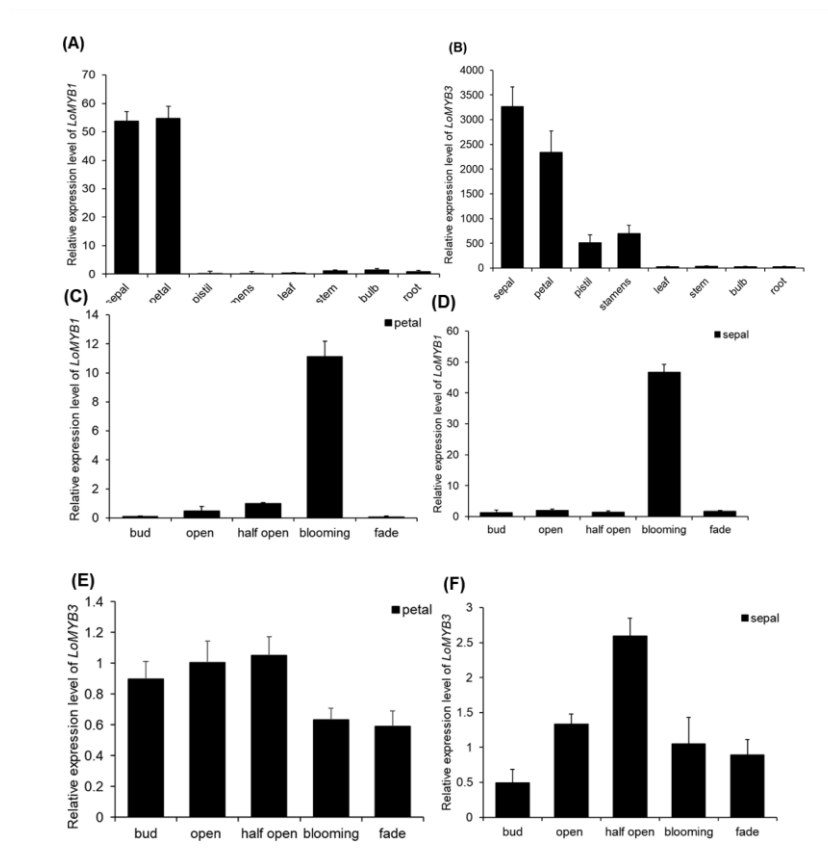 (A)
Relative expression level of LoMYB1
70
60
50
40
30
20
10
0
sepal
petal
pistil
mens
leaf
stem
bulb
root
(B)
Relative expression level of LoMYB3
4000
3500
3000
2500
2000
1500
1000
500
0
sepal
petal
pistil
stamens
leaf
stem
bulb
root
(C)
Relative expression level of LoMYB1
14
12
10
8
6
4
2
0
petal
bud open half open blooming fade
(D)
Relative expression level of LoMYB1
60
50
40
30
20
10
0
sepal
bud open half open blooming fade
(E)
Relative expression level of LoMYB3
1.4
1.2
1
0.8
0.6
0.4
0.2
0
petal
bud open half open blooming fade
(F)
Relative expression level of LoMYB3
3
2.5
2
1.5
1
0.5
0
sepal
bud open half open blooming fade